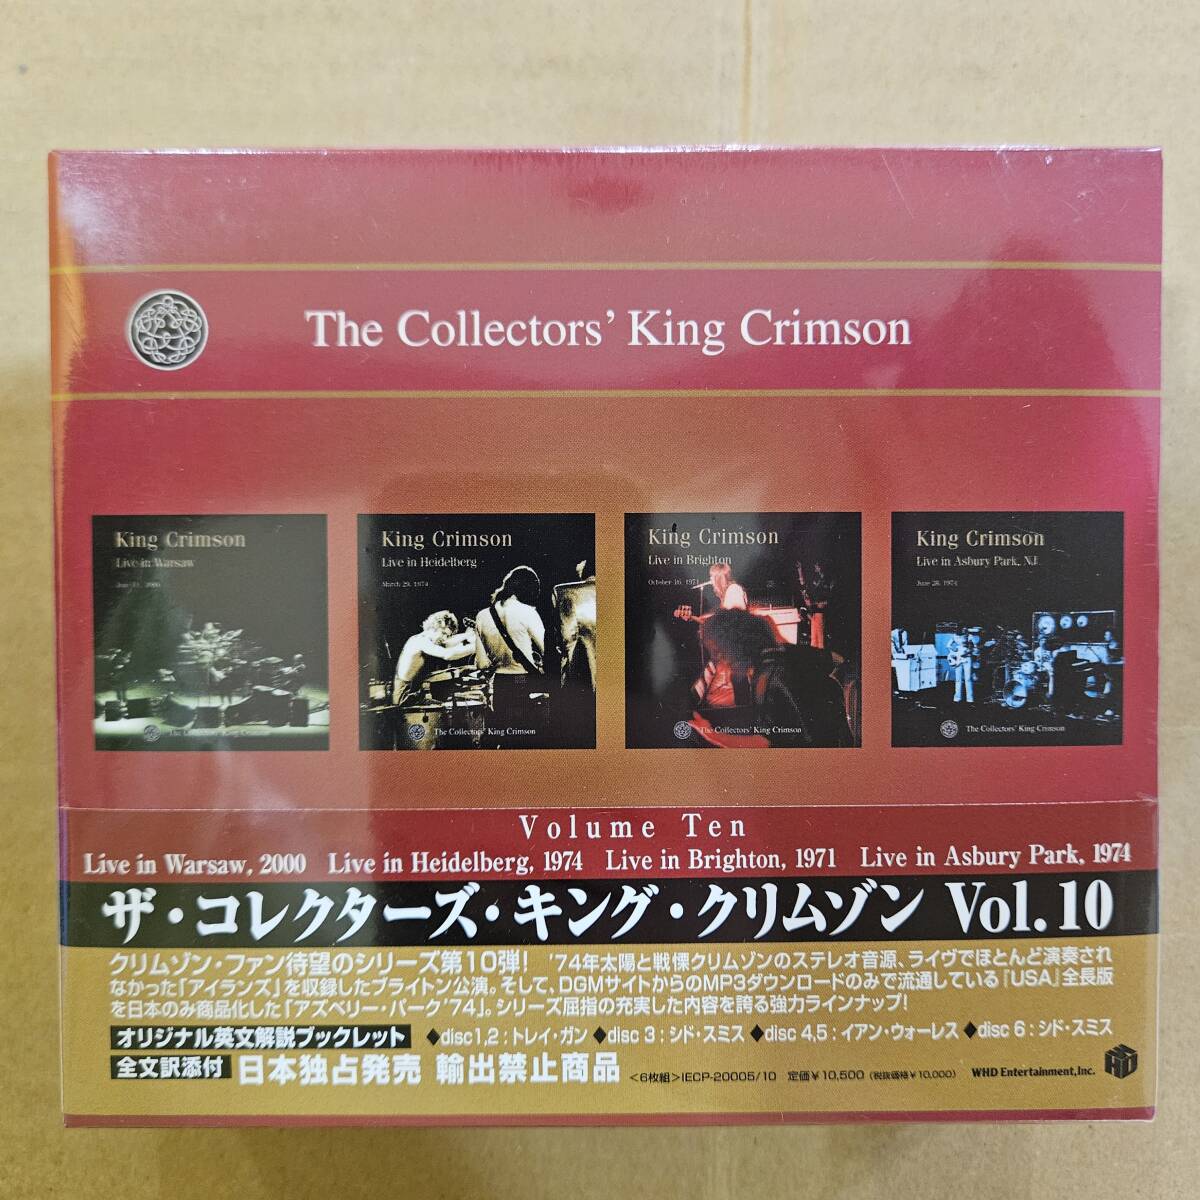 The Collectors' King Crimson
King Crimson
Live in Warsaw
June 11, 2000
The Collectors' King Crimson
King Crimson
Live in Heidelberg
March 29, 1974
The Collectors' King Crimson
King Crimson
Live in Brighton
October 16, 1971
The Collectors' King Crimson
King Crimson
Live in Asbury Park, NJ
June 28, 1974
The Collectors' King Crimson
Volume Ten
Live in Warsaw, 2000 Live in Heidelberg, 1974 Live in Brighton, 1971 Live in Asbury Park, 1974
ザ・コレクターズ・キング・クリムゾン Vol.10
クリムゾン・ファン待望のシリーズ第10弾! '74年太陽と戦慄クリムゾンのステレオ音源、ライヴでほとんど演奏され
なかった「アイランズ」を収録したブライトン公演。そして、DGMサイトからのMP3ダウンロードのみで流通している『USA』全長版
を日本のみ商品化した「アズベリー・パーク'74」。シリーズ屈指の充実した内容を誇る強力ラインナップ!
オリジナル英文解説ブックレット ◆disc1,2:トレイ・ガン ◆disc 3:シド・スミス ◆disc 4,5:イアン・ウォーレス ◆disc 6:シド・スミス
全文訳添付 日本独占発売 輸出禁止商品 <6枚組>IECP-20005/10 定価¥10,500(税抜価格¥10,000) WHD Entertainment,Inc.